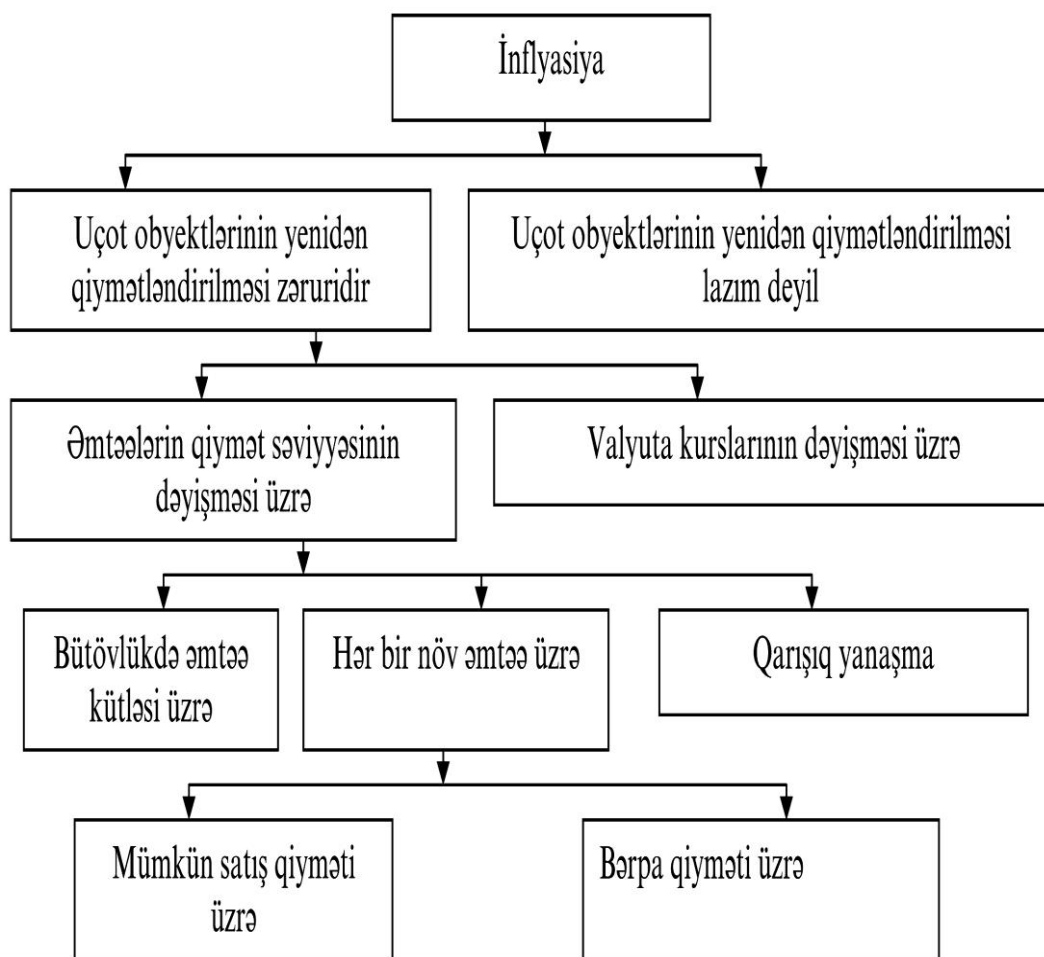 İnflyasiya
Uçot obyektlərinin yenidən
qiymətləndirilməsi zəruridir
Uçot obyektlərinin yenidən qiymətləndirilməsi
lazım deyil
Əmtəələrin qiymət səviyyəsinin
dəyişməsi üzrə
Valyuta kurslarının dəyişməsi üzrə
Bütövlükdə əmtəə
kütləsi üzrə
Hər bir növ əmtəə üzrə
Qarışıq yanaşma
Mümkün satış qiyməti
üzrə
Bərpa qiyməti üzrə